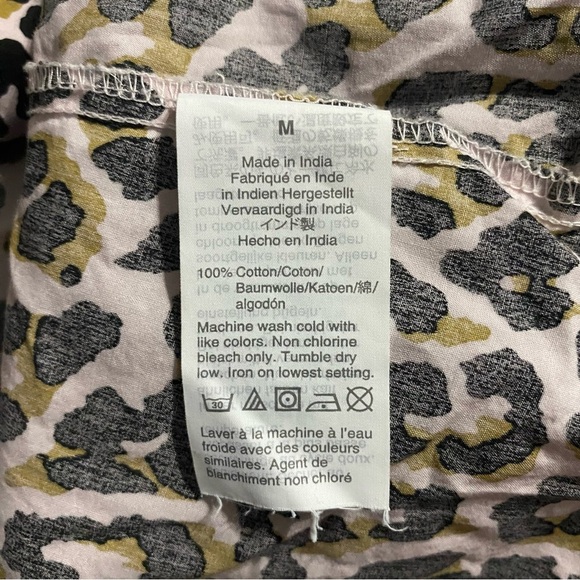 M
Made in India
Fabriqué en Inde
in Indien Hergestellt
Vervaardigd in India
インド製
Hecho en India
100% Cotton/Coton/
Baumwolle/Katoen/綿/
algodón
Machine wash cold with
like colors. Non chlorine
bleach only. Tumble dry
low. Iron on lowest setting.
30
Laver à la machine à l'eau
froide avec des couleurs
similaires. Agent de
blanchiment non chloré